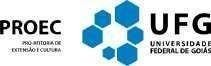 PROEC
PRÓ-REITORIA DE
EXTENSÃO E CULTURA
UFG
UNIVERSIDADE
FEDERAL DE GOIÁS